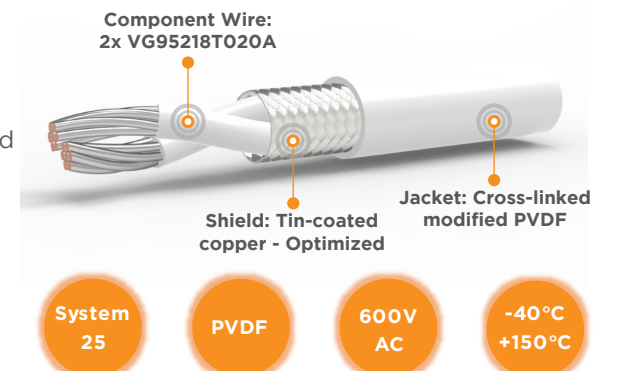 Component Wire:
2x VG95218T020A
d
Shield: Tin-coated
copper - Optimized
Jacket: Cross-linked
modified PVDF
System
25
PVDF
600V
AC
-40°C
+150°C